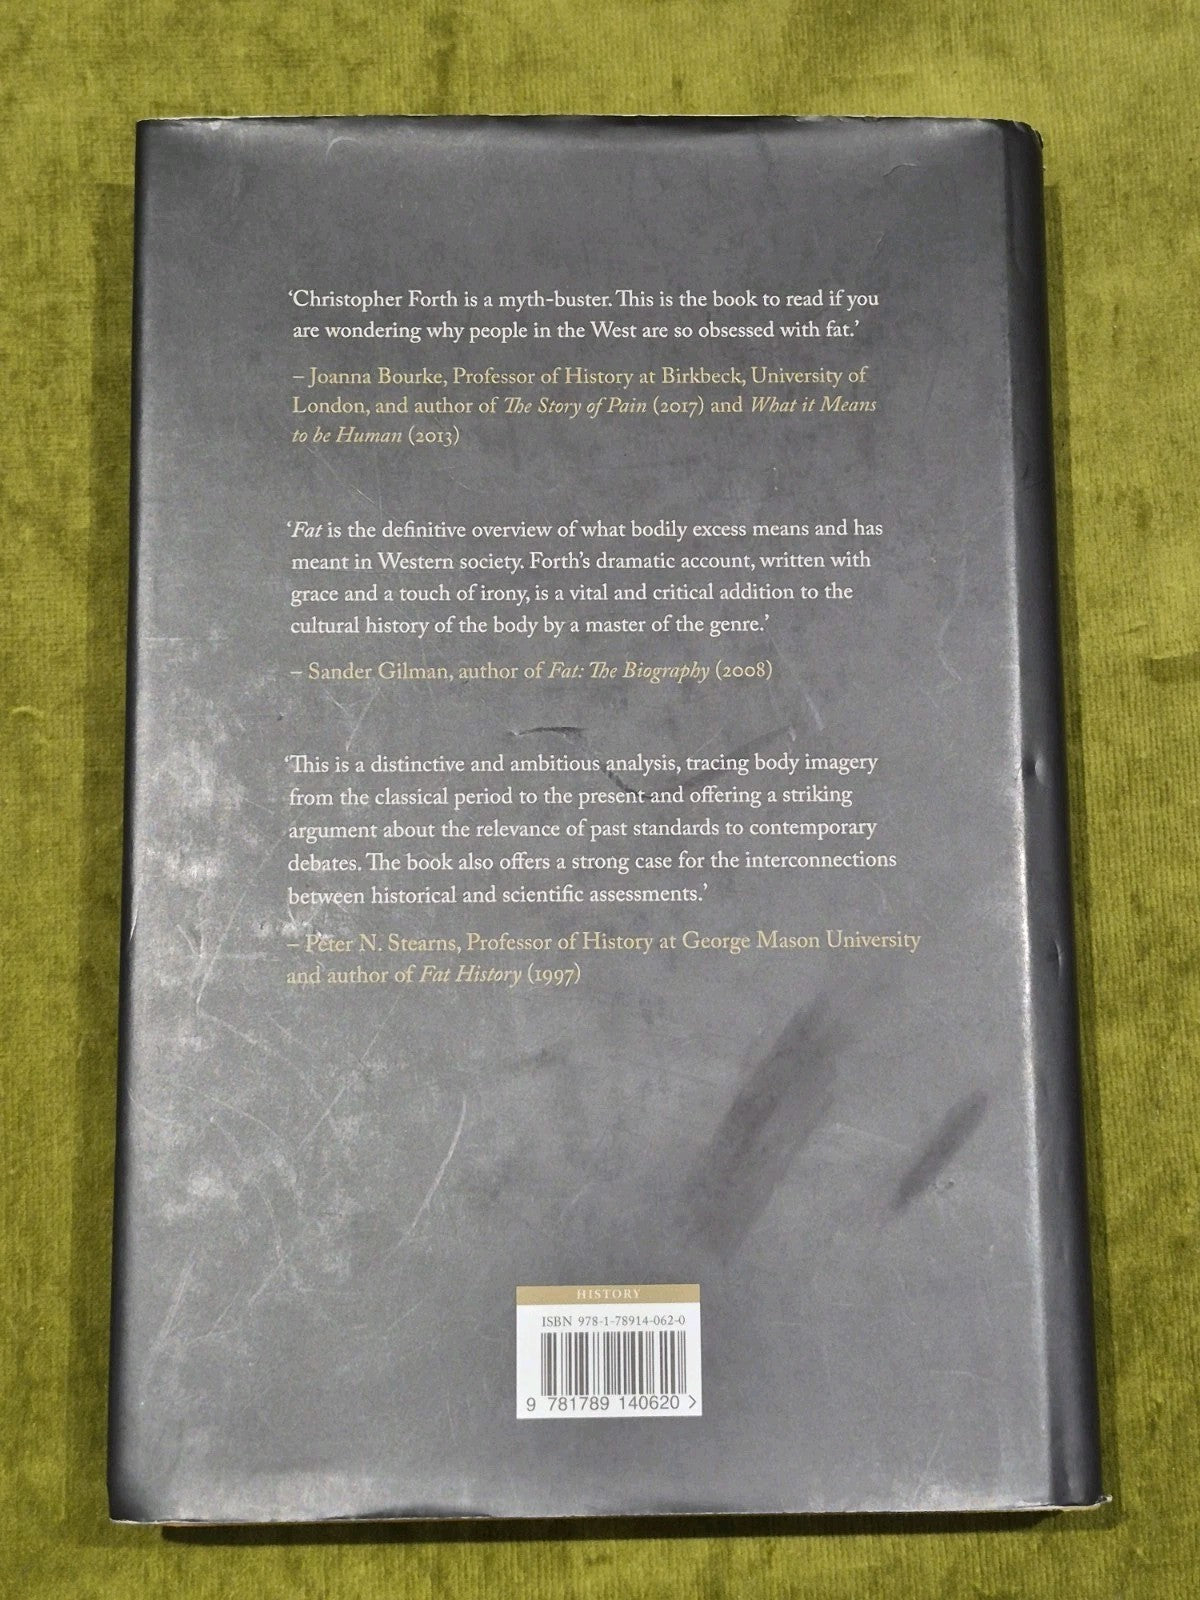 ‘Christopher Forth is a myth-buster. This is the book to read if you
are wondering why people in the West are so obsessed with fat.’
– Joanna Bourke, Professor of History at Birkbeck, University of
London, and author of The Story of Pain (2017) and What it Means
to be Human (2013)
‘Fat is the definitive overview of what bodily excess means and has
meant in Western society. Forth’s dramatic account, written with
grace and a touch of irony, is a vital and critical addition to the
cultural history of the body by a master of the genre.’
– Sander Gilman, author of Fat: The Biography (2008)
‘This is a distinctive and ambitious analysis, tracing body imagery
from the classical period to the present and offering a striking
argument about the relevance of past standards to contemporary
debates. The book also offers a strong case for the interconnections
between historical and scientific assessments.’
– Peter N. Stearns, Professor of History at George Mason University
and author of Fat History (1997)
HISTORY
ISBN 978-1-78914-062-0
9 781789 140620 >